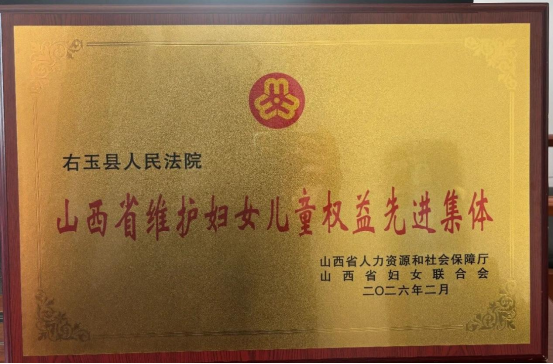 右玉县人民法院
山西省维护妇女儿童权益先进集体
山西省人力资源和社会保障厅
山西省妇女联合会
二〇二六年二月